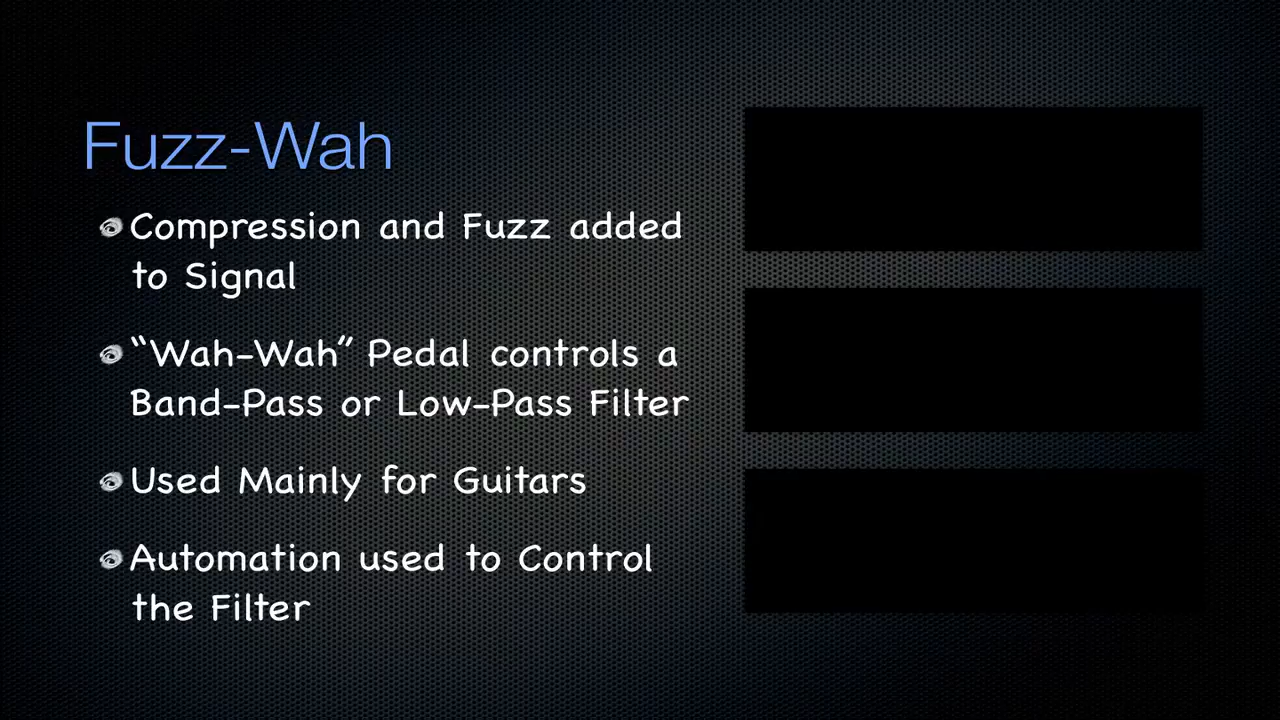 Fuzz-Wah
Compression and Fuzz added
to Signal
“Wah-Wah” Pedal controls a
Band-Pass or Low-Pass Filter
Used Mainly for Guitars
Automation used to Control
the Filter